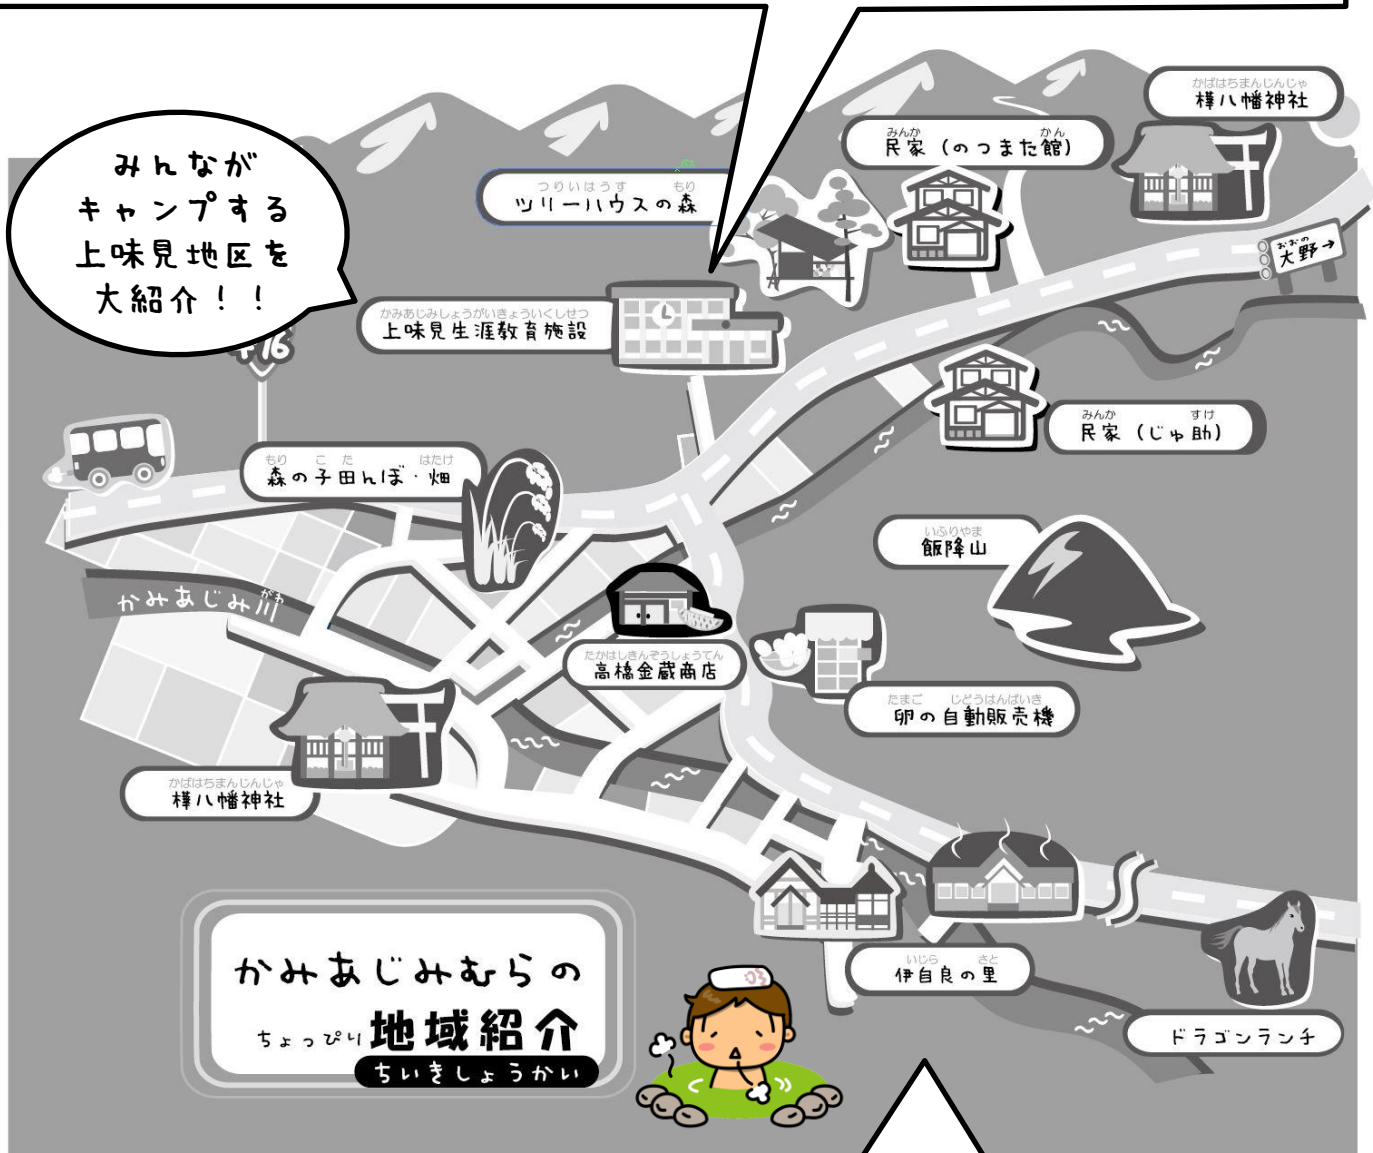 みんなが
キャンプする
上味見地区を
大紹介！！
つりいはうす もり
ツリーハウスの森
みんか かん
民家（のつまた館）
かばはちまんじんじゃ
樺八幡神社
おおの
大野→
かみあじみしょうがいきょういくしせつ
上味見生涯教育施設
みんか すけ
民家（じゅ助）
もり こ た はたけ
森の子田んぼ・畑
いふりやま
飯降山
がわ
かみあじみ川
たかはしきんぞうしょうてん
高橋金蔵商店
たまご じどうはんばいき
卵の自動販売機
かばはちまんじんじゃ
樺八幡神社
いじら さと
伊自良の里
ドラゴンランチ
かみあじみむらの
ちょっぴり地域紹介
ちいきしょうかい